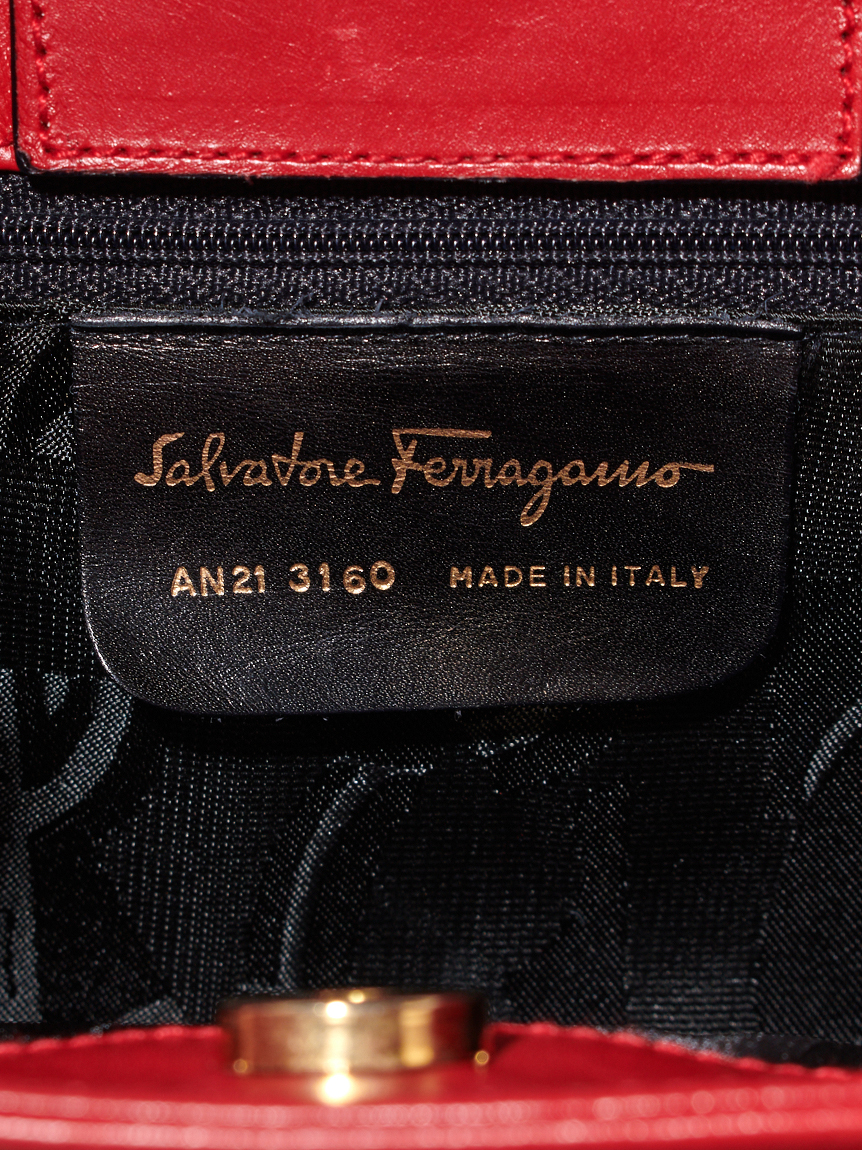 Salvatore Ferragamo
AN21 3160 MADE IN ITALY